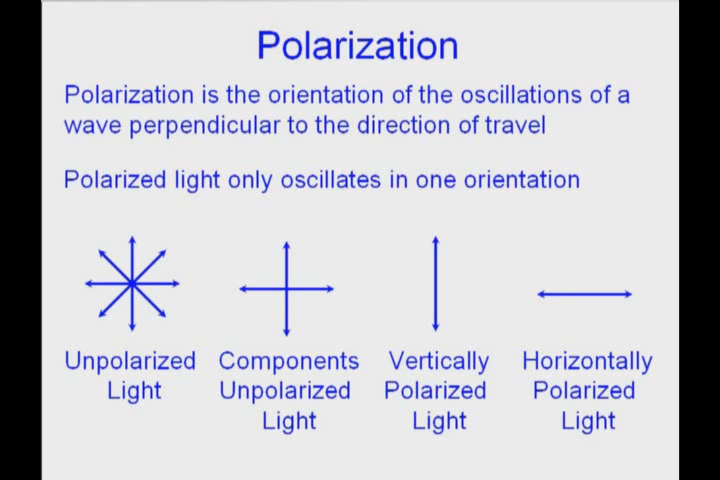 Polarization
Polarization is the orientation of the oscillations of a
wave perpendicular to the direction of travel
Polarized light only oscillates in one orientation
Unpolarized
Light
Components
Unpolarized
Light
Vertically
Polarized
Light
Horizontally
Polarized
Light